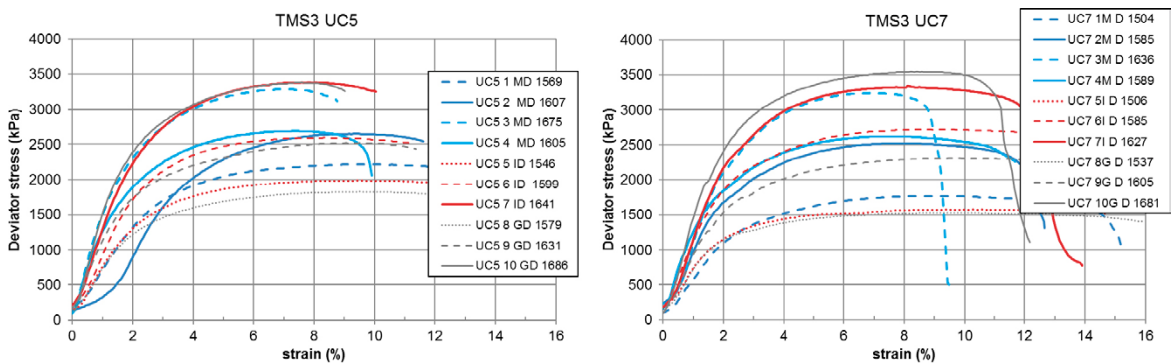 TMS3 UC5
Deviator stress (kPa)
4000
3500
3000
2500
2000
1500
1000
500
0
0 2 4 6 8 10 12 14 16
strain (%)
UC5 1 MD 1569
UC5 2 MD 1607
UC5 3 MD 1675
UC5 4 MD 1605
UC5 5 ID 1546
UC5 6 ID 1599
UC5 7 ID 1641
UC5 8 GD 1579
UC5 9 GD 1631
UC5 10 GD 1686
TMS3 UC7
Deviator stress (kPa)
4000
3500
3000
2500
2000
1500
1000
500
0
0 2 4 6 8 10 12 14 16
strain (%)
UC7 1M D 1504
UC7 2M D 1585
UC7 3M D 1636
UC7 4M D 1589
UC7 5I D 1506
UC7 6I D 1585
UC7 7I D 1627
UC7 8G D 1537
UC7 9G D 1605
UC7 10G D 1681